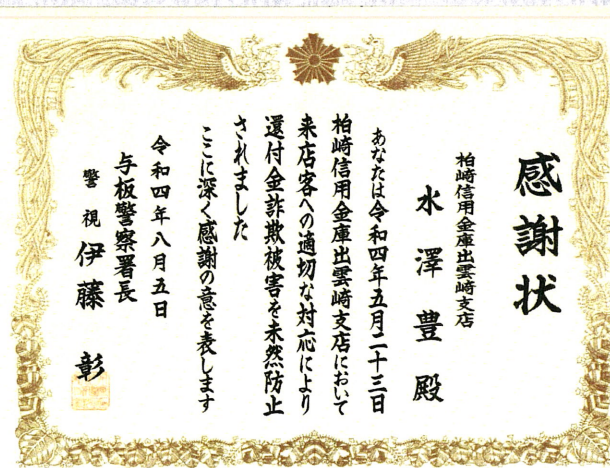 感謝状
柏崎信用金庫出雲崎支店
水澤豊殿
あなたは令和四年五月二十三日
柏崎信用金庫出雲崎支店において
来店客への適切な対応により
還付金詐欺被害を未然防止
されました
ここに深く感謝の意を表します
令和四年八月五日
与板警察署長
警視 伊藤彰